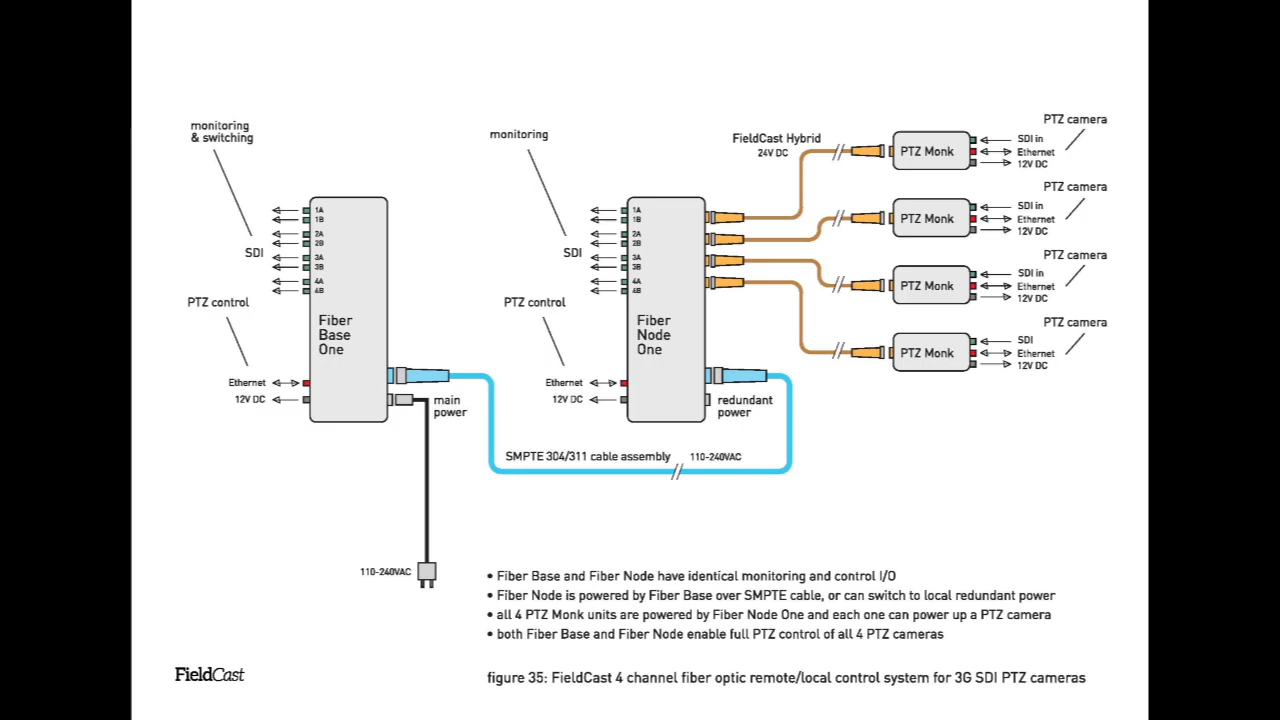 monitoring
& switching
monitoring
FieldCast Hybrid
24V DC
PTZ Monk
SDI in
Ethernet
12V DC
PTZ camera
PTZ Monk
SDI in
Ethernet
12V DC
PTZ camera
PTZ Monk
SDI in
Ethernet
12V DC
PTZ camera
PTZ Monk
SDI
Ethernet
12V DC
PTZ camera
SDI
1A
1B
2A
2B
3A
3B
4A
4B
PTZ control
Fiber
Base
One
Ethernet
12V DC
main
power
SDI
1A
1B
2A
2B
3A
3B
4A
4B
PTZ control
Fiber
Node
One
Ethernet
12V DC
redundant
power
SMPTE 304/311 cable assembly
110-240VAC
110-240VAC
• Fiber Base and Fiber Node have identical monitoring and control I/O
• Fiber Node is powered by Fiber Base over SMPTE cable, or can switch to local redundant power
• all 4 PTZ Monk units are powered by Fiber Node One and each one can power up a PTZ camera
• both Fiber Base and Fiber Node enable full PTZ control of all 4 PTZ cameras
FieldCast
figure 35: FieldCast 4 channel fiber optic remote/local control system for 3G SDI PTZ cameras